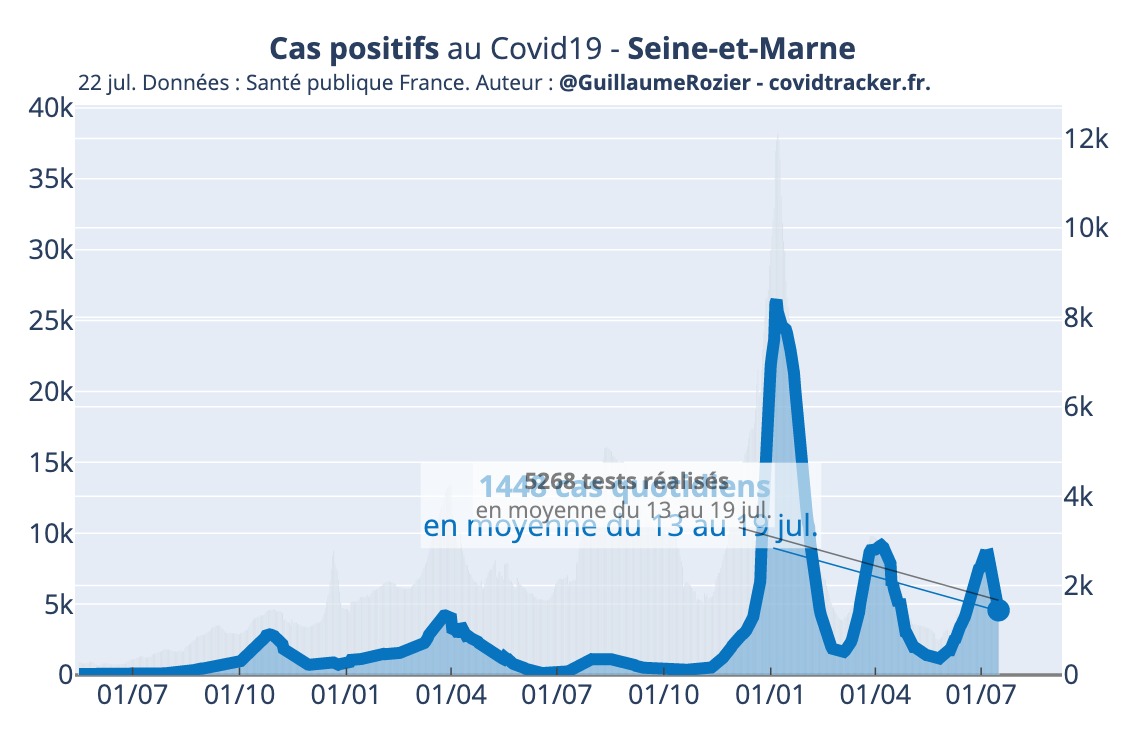 Cas positifs au Covid19 - Seine-et-Marne
22 jul. Données : Santé publique France. Auteur : @GuillaumeRozier - covidtracker.fr.
40k
35k
30k
25k
20k
15k
10k
5k
0
12k
10k
8k
6k
4k
2k
0
5268 tests réalisés
en moyenne du 13 au 19 jul.
1448 cas quotidiens
en moyenne du 13 au 19 jul.
01/07 01/10 01/01 01/04 01/07 01/10 01/01 01/04 01/07